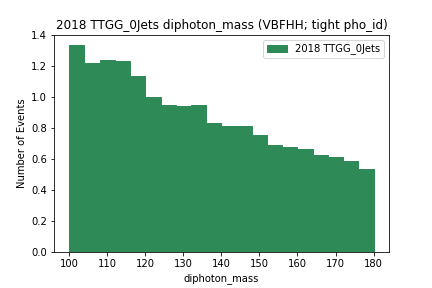 2018 TTGG_0Jets diphoton_mass (VBFHH; tight pho_id)
2018 TTGG_0Jets
1.4
1.2
1.0
0.8
0.6
0.4
0.2
0.0
Number of Events
100 110 120 130 140 150 160 170 180
diphoton_mass